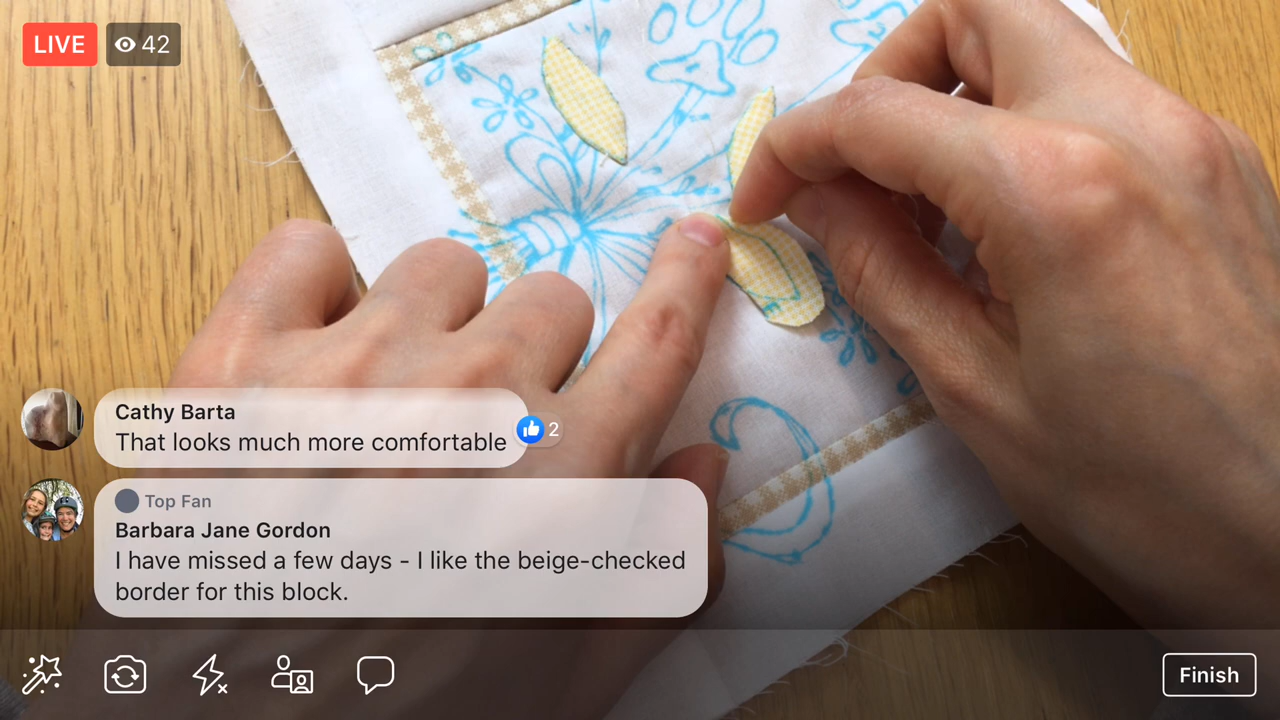 LIVE
42
Cathy Barta
That looks much more comfortable
2
Top Fan
Barbara Jane Gordon
I have missed a few days - I like the beige-checked
border for this block.
Finish